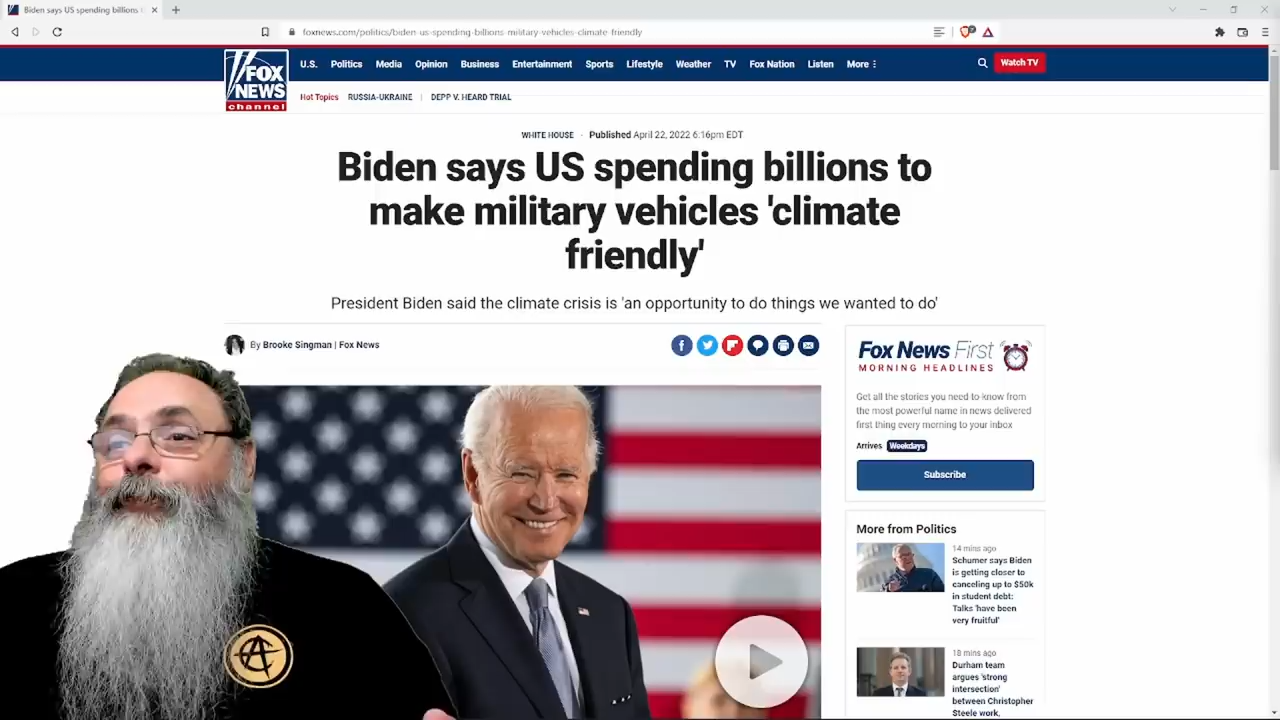 Biden says US spending billions t
foxnews.com/politics/biden-us-spending-billions-military-vehicles-climate-friendly
FOX
NEWS
channel
U.S. Politics Media Opinion Business Entertainment Sports Lifestyle Weather TV Fox Nation Listen More
Watch TV
Hot Topics RUSSIA-UKRAINE | DEPP V. HEARD TRIAL
WHITE HOUSE · Published April 22, 2022 6:16pm EDT
Biden says US spending billions to
make military vehicles 'climate
friendly'
President Biden said the climate crisis is 'an opportunity to do things we wanted to do'
By Brooke Singman | Fox News
Fox News First
MORNING HEADLINES
Get all the stories you need-to-know from
the most powerful name in news delivered
first thing every morning to your inbox
Arrives Weekdays
Subscribe
More from Politics
14 mins ago
Schumer says Biden
is getting closer to
canceling up to $50k
in student debt:
Talks 'have been
very fruitful'
18 mins ago
Durham team
argues 'strong
intersection'
between Christopher
Steele work,